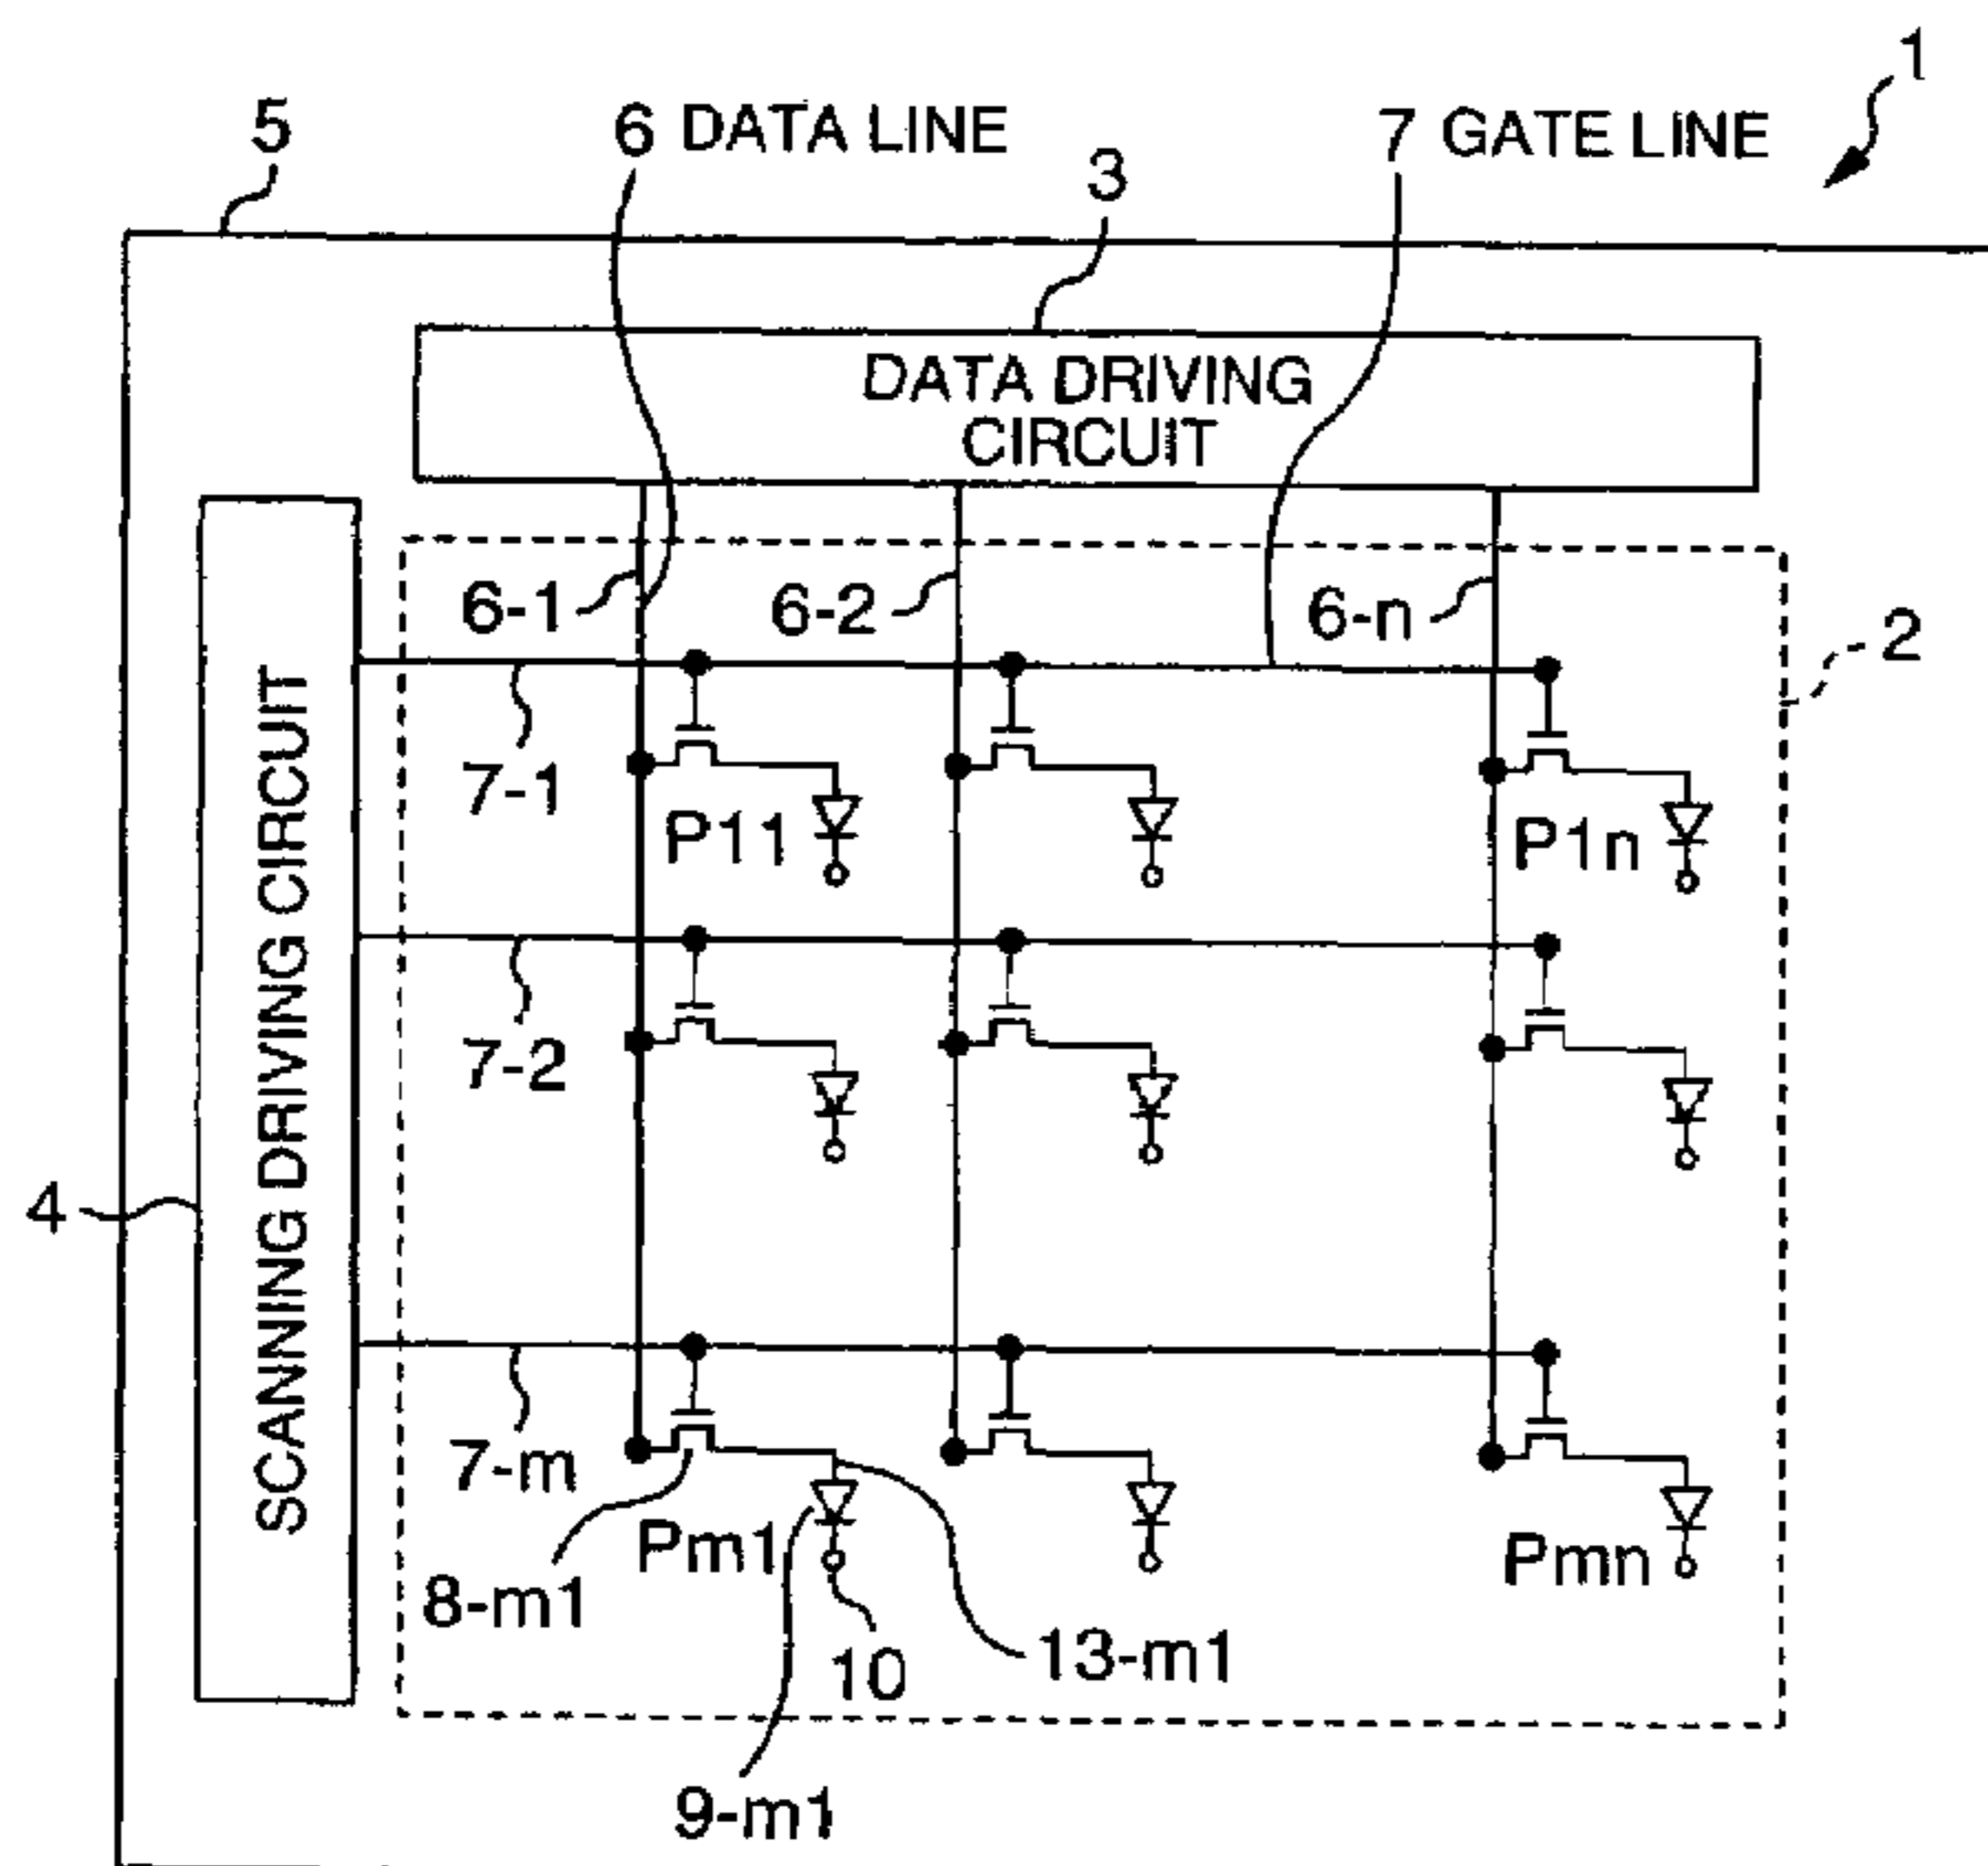 1
5
6 DATA LINE
7 GATE LINE
3
DATA DRIVING
CIRCUIT
6-1
6-2
6-n
2
7-1
P11
P1n
SCANNING DRIVING CIRCUIT
7-2
4
7-m
Pm1
Pmn
8-m1
10
13-m1
9-m1